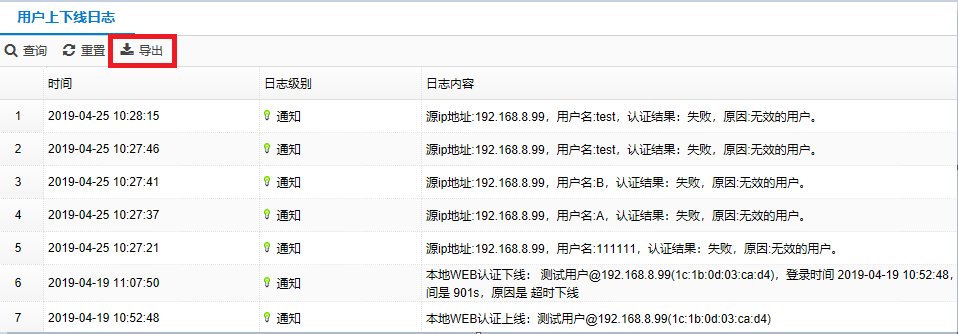 用户上下线日志
查询 重置 导出
时间 日志级别 日志内容
1 2019-04-25 10:28:15 通知 源ip地址:192.168.8.99，用户名:test，认证结果：失败，原因:无效的用户。
2 2019-04-25 10:27:46 通知 源ip地址:192.168.8.99，用户名:test，认证结果：失败，原因:无效的用户。
3 2019-04-25 10:27:41 通知 源ip地址:192.168.8.99，用户名:B，认证结果：失败，原因:无效的用户。
4 2019-04-25 10:27:37 通知 源ip地址:192.168.8.99，用户名:A，认证结果：失败，原因:无效的用户。
5 2019-04-25 10:27:21 通知 源ip地址:192.168.8.99，用户名:111111，认证结果：失败，原因:无效的用户。
6 2019-04-19 11:07:50 通知 本地WEB认证下线： 测试用户@192.168.8.99(1c:1b:0d:03:ca:d4)，登录时间 2019-04-19 10:52:48，
间是 901s，原因是 超时下线
7 2019-04-19 10:52:48 通知 本地WEB认证上线：测试用户@192.168.8.99(1c:1b:0d:03:ca:d4)